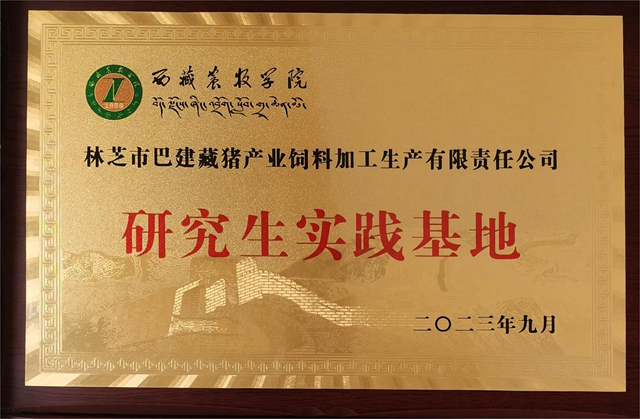 西藏农牧学院
林芝市巴建藏猪产业饲料加工生产有限责任公司
研究生实践基地
二〇二三年九月